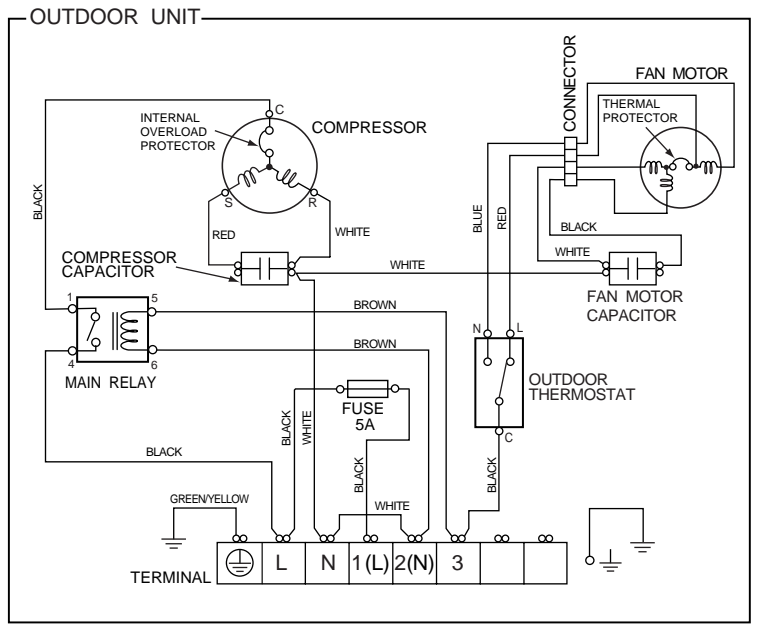 OUTDOOR UNIT
CONNECTOR
FAN MOTOR
THERMAL
PROTECTOR
C
INTERNAL
OVERLOAD
PROTECTOR
COMPRESSOR
S
R
BLACK
RED
WHITE
BLUE
RED
BLACK
WHITE
COMPRESSOR
CAPACITOR
WHITE
FAN MOTOR
CAPACITOR
1
5
BROWN
N
L
4
6
BROWN
MAIN RELAY
OUTDOOR
THERMOSTAT
FUSE
5A
BLACK
WHITE
C
BLACK
BLACK
BLACK
GREEN/YELLOW
WHITE
TERMINAL
L
N
1(L)
2(N)
3